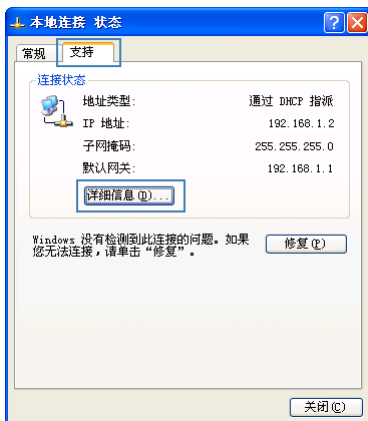 本地连接 状态
常规 支持
连接状态
地址类型: 通过 DHCP 指派
IP 地址: 192.168.1.2
子网掩码: 255.255.255.0
默认网关: 192.168.1.1
详细信息(D)...
Windows 没有检测到此连接的问题。如果
您无法连接，请单击“修复”。
修复(P)
关闭(C)